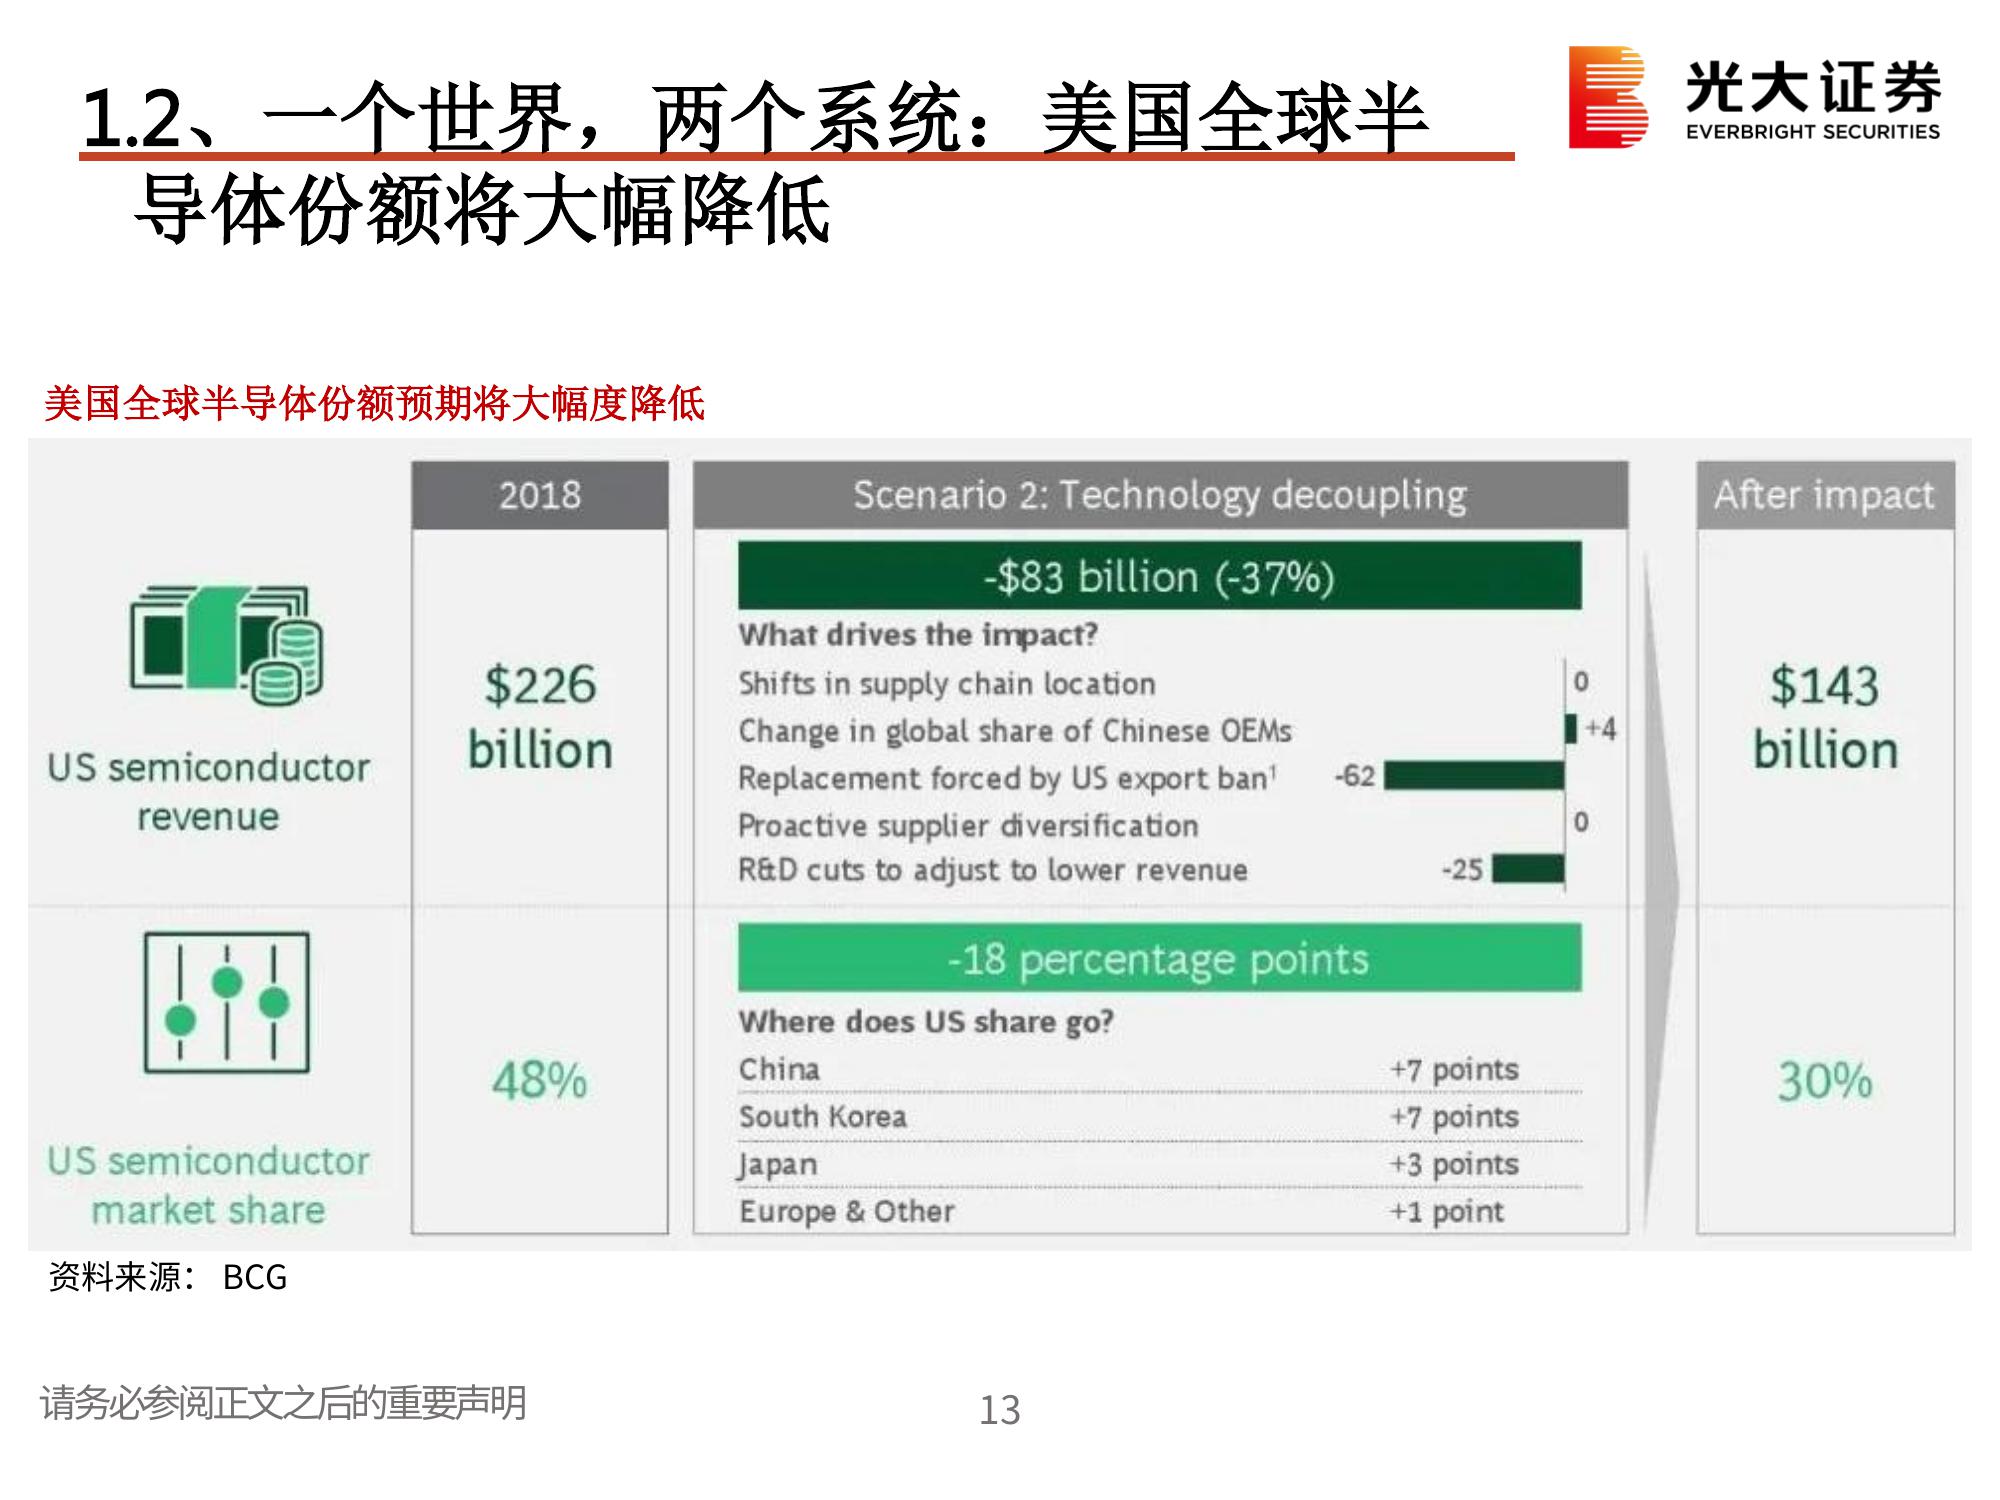 1.2、一个世界，两个系统：美国全球半
导体份额将大幅降低
光大证券
EVERBRIGHT SECURITIES
美国全球半导体份额预期将大幅度降低
2018
Scenario 2: Technology decoupling
After impact
-$83 billion (-37%)
What drives the impact?
Shifts in supply chain location 0
Change in global share of Chinese OEMs +4
Replacement forced by US export ban¹ -62
Proactive supplier diversification 0
R&D cuts to adjust to lower revenue -25
US semiconductor
revenue
$226
billion
$143
billion
-18 percentage points
Where does US share go?
China +7 points
South Korea +7 points
Japan +3 points
Europe & Other +1 point
US semiconductor
market share
48%
30%
资料来源： BCG
请务必参阅正文之后的重要声明
13